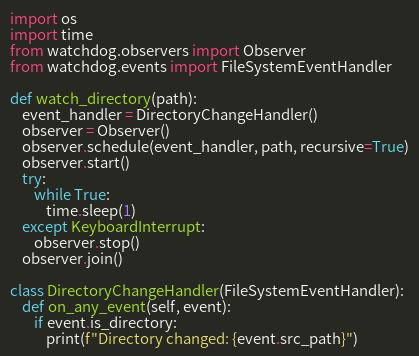 import os
import time
from watchdog.observers import Observer
from watchdog.events import FileSystemEventHandler

def watch_directory(path):
    event_handler = DirectoryChangeHandler()
    observer = Observer()
    observer.schedule(event_handler, path, recursive=True)
    observer.start()
    try:
        while True:
            time.sleep(1)
    except KeyboardInterrupt:
        observer.stop()
    observer.join()

class DirectoryChangeHandler(FileSystemEventHandler):
    def on_any_event(self, event):
        if event.is_directory:
            print(f"Directory changed: {event.src_path}")